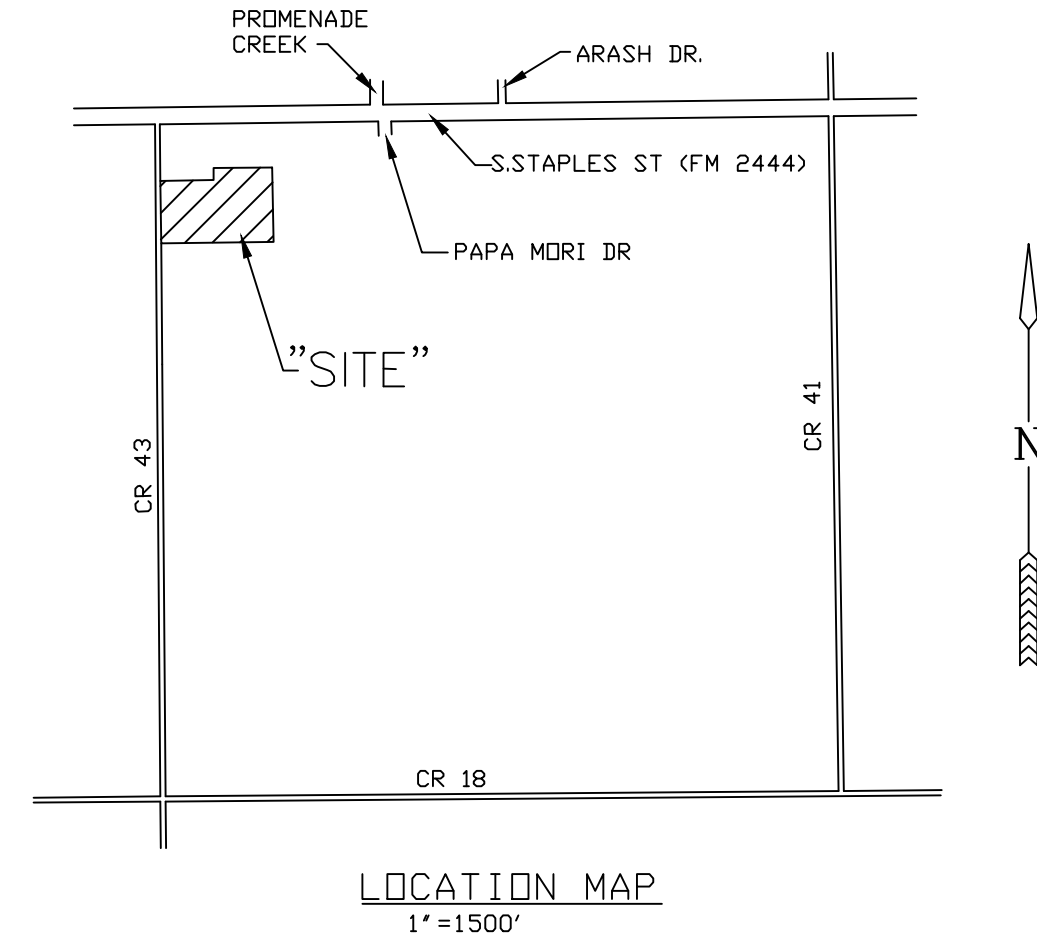 PROMENADE
CREEK
ARASH DR.
S.STAPLES ST (FM 2444)
PAPA MORI DR
"SITE"
CR 41
CR 43
N
CR 18
LOCATION MAP
1"=1500'